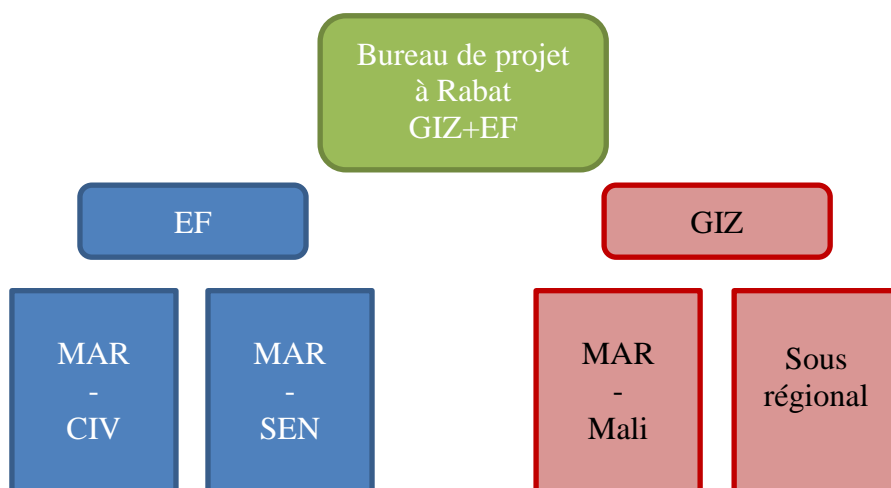 Bureau de projet
à Rabat
GIZ+EF
EF
GIZ
MAR
-
CIV
MAR
-
SEN
MAR
-
Mali
Sous
régional